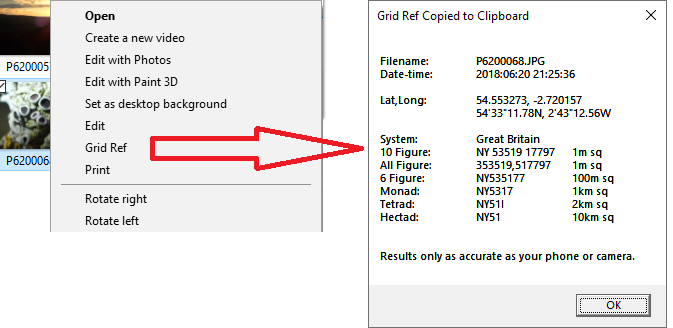 P620005
P6200068
Open
Create a new video
Edit with Photos
Edit with Paint 3D
Set as desktop background
Edit
Grid Ref
Print
Rotate right
Rotate left
Grid Ref Copied to Clipboard
Filename: P6200068.JPG
Date-time: 2018:06:20 21:25:36
Lat,Long: 54.553273, -2.720157
54°33"11.78N, 2°43"12.56W
System: Great Britain
10 Figure: NY 53519 17797 1m sq
All Figure: 353519,517797 1m sq
6 Figure: NY535177 100m sq
Monad: NY5317 1km sq
Tetrad: NY51I 2km sq
Hectad: NY51 10km sq
Results only as accurate as your phone or camera.
OK